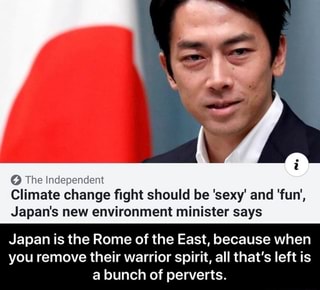 The Independent
Climate change fight should be 'sexy' and 'fun',
Japan's new environment minister says
Japan is the Rome of the East, because when
you remove their warrior spirit, all that's left is
a bunch of perverts.